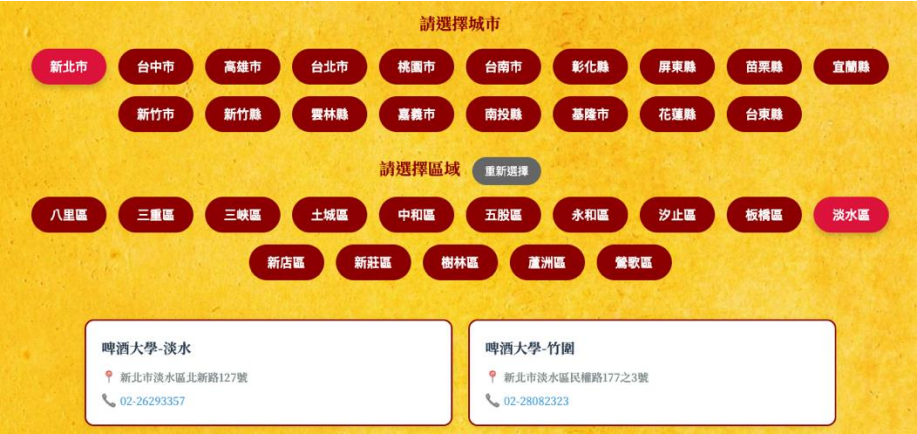 請選擇城市
新北市 台中市 高雄市 台北市 桃園市 台南市 彰化縣 屏東縣 苗栗縣 宜蘭縣
新竹市 新竹縣 雲林縣 嘉義市 南投縣 基隆市 花蓮縣 台東縣
請選擇區域 重新選擇
八里區 三重區 三峽區 土城區 中和區 五股區 永和區 汐止區 板橋區 淡水區
新店區 新莊區 樹林區 蘆洲區 鶯歌區
啤酒大學-淡水
新北市淡水區北新路127號
02-26293357
啤酒大學-竹圍
新北市淡水區民權路177之3號
02-28082323